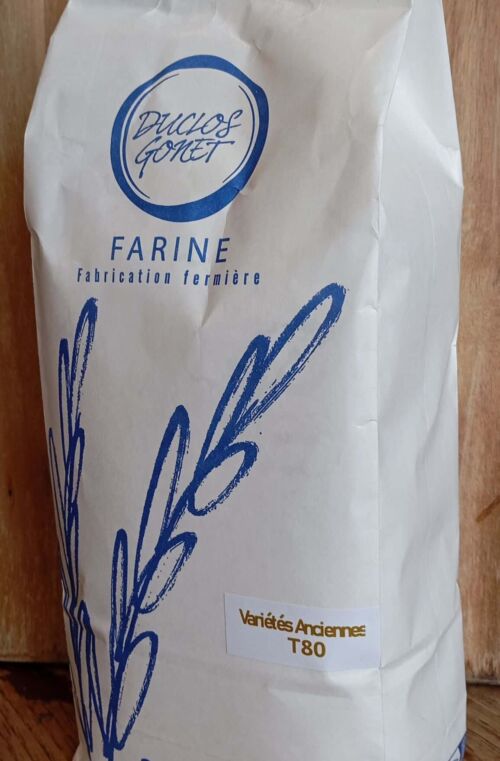 DUCLOS
GONET
FARINE
Fabrication fermière
Variétés Anciennes
T80